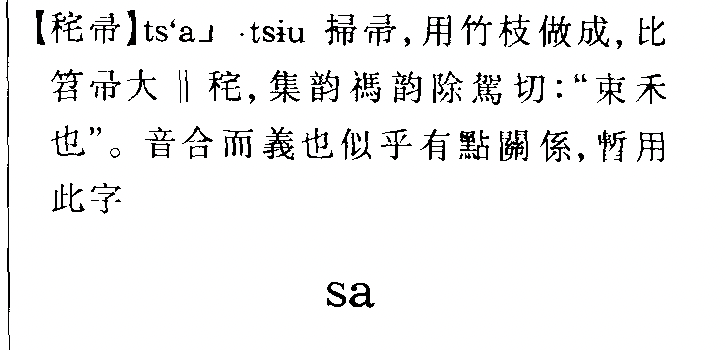 【秺帚】ts‘a⅃ ·tsɨu 掃帚，用竹枝做成，比
笤帚大 ‖ 秺，集韵禡韵除駕切：“束禾
也”。音合而義也似乎有點關係，暫用
此字
sa